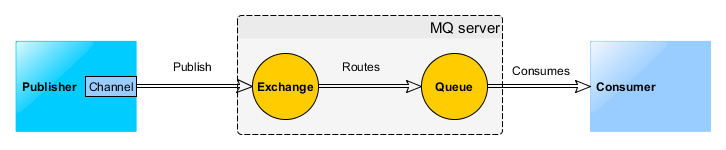 MQ server
Publisher
Channel
Publish
Exchange
Routes
Queue
Consumes
Consumer